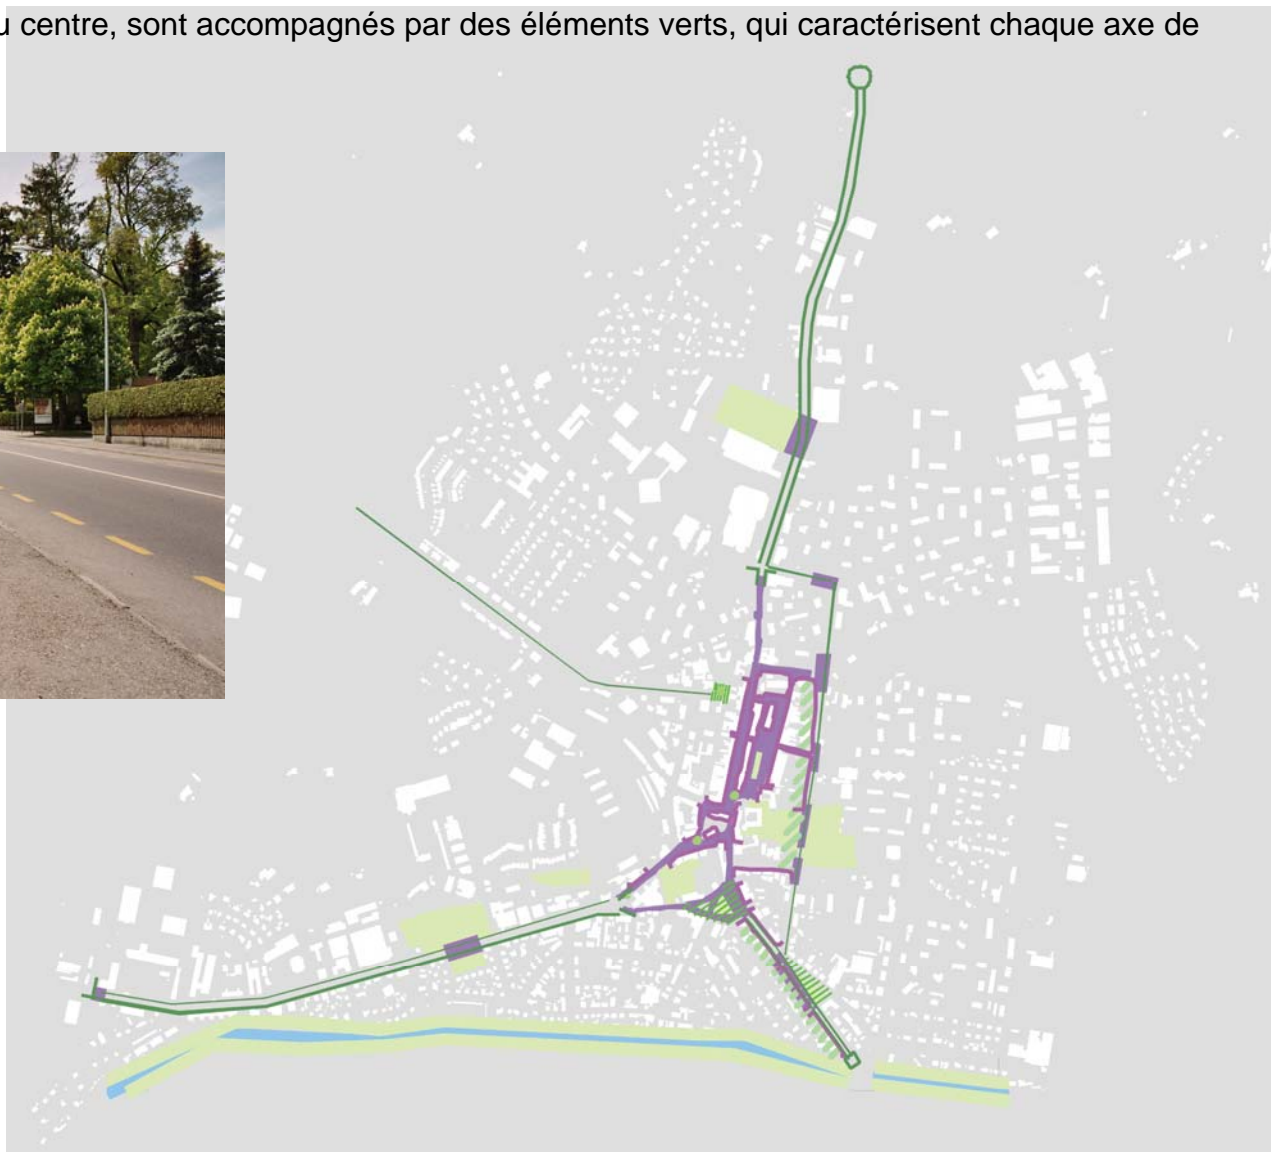 centre, sont accompagnés par des éléments verts, qui caractérisent chaque axe de